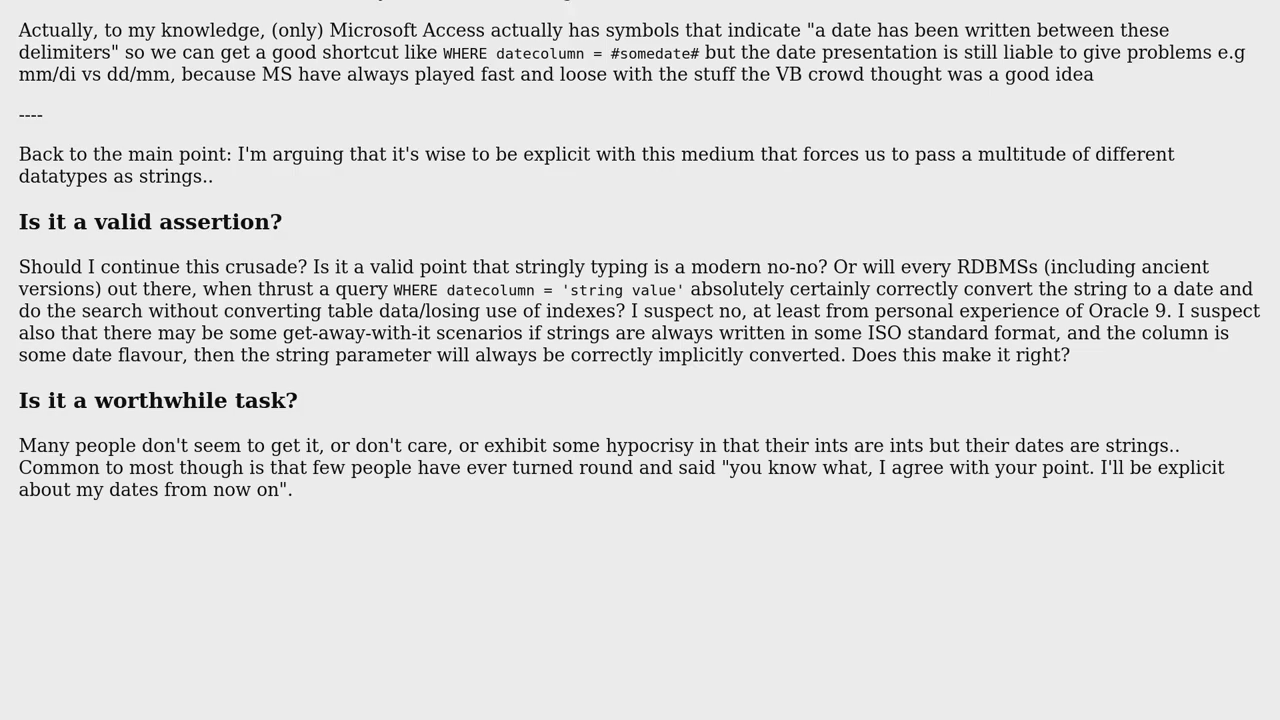 Actually, to my knowledge, (only) Microsoft Access actually has symbols that indicate "a date has been written between these
delimiters" so we can get a good shortcut like WHERE datecolumn = #somedate# but the date presentation is still liable to give problems e.g
mm/di vs dd/mm, because MS have always played fast and loose with the stuff the VB crowd thought was a good idea
----
Back to the main point: I'm arguing that it's wise to be explicit with this medium that forces us to pass a multitude of different
datatypes as strings..
Is it a valid assertion?
Should I continue this crusade? Is it a valid point that stringly typing is a modern no-no? Or will every RDBMSs (including ancient
versions) out there, when thrust a query WHERE datecolumn = 'string value' absolutely certainly correctly convert the string to a date and
do the search without converting table data/losing use of indexes? I suspect no, at least from personal experience of Oracle 9. I suspect
also that there may be some get-away-with-it scenarios if strings are always written in some ISO standard format, and the column is
some date flavour, then the string parameter will always be correctly implicitly converted. Does this make it right?
Is it a worthwhile task?
Many people don't seem to get it, or don't care, or exhibit some hypocrisy in that their ints are ints but their dates are strings..
Common to most though is that few people have ever turned round and said "you know what, I agree with your point. I'll be explicit
about my dates from now on".